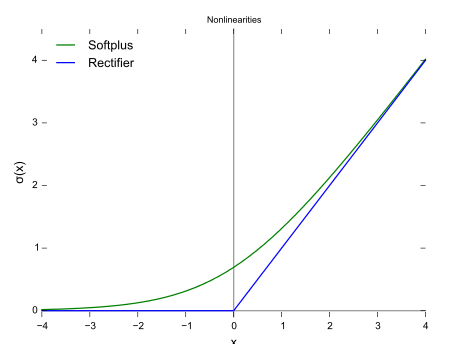 Nonlinearities
Softplus
Rectifier
4
3
2
1
0
σ(x)
−4 −3 −2 −1 0 1 2 3 4
x